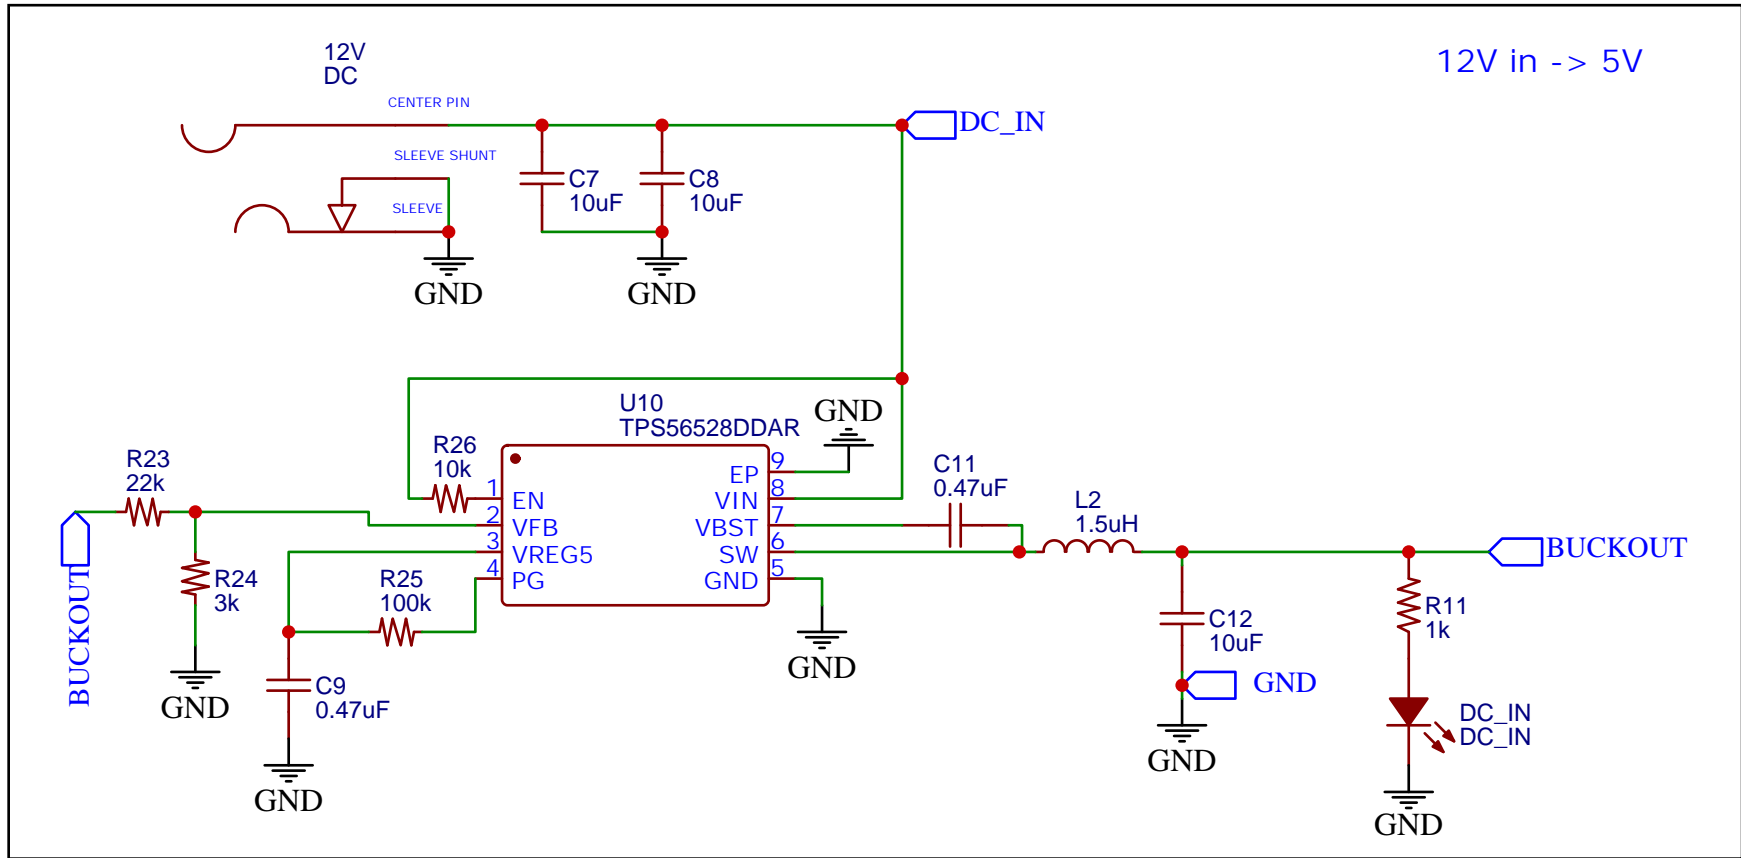 12V
DC
12V in -> 5V
CENTER PIN
DC_IN
SLEEVE SHUNT
C7
10uF
C8
10uF
SLEEVE
GND
GND
U10
TPS56528DDAR
GND
R26
10k
R23
22k
1
EN
2
VFB
3
VREG5
4
PG
9
EP
8
VIN
7
VBST
6
SW
5
GND
C11
0.47uF
L2
1.5uH
BUCKOUT
BUCKOUT
R24
3k
R25
100k
GND
C9
0.47uF
GND
GND
C12
10uF
GND
GND
R11
1k
DC_IN
DC_IN
GND